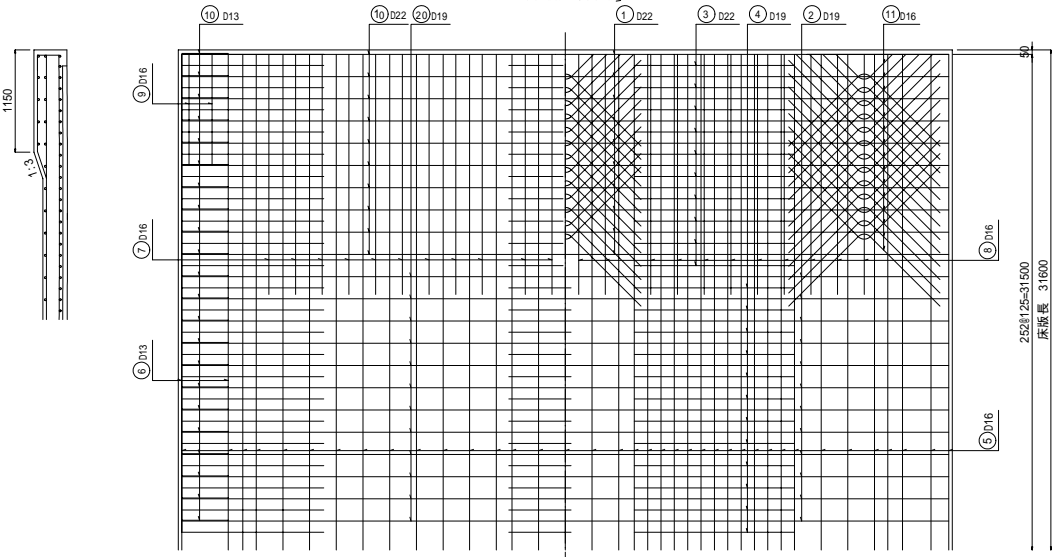 10 D13
10 D22
20 D19
1 D22
3 D22
4 D19
2 D19
11 D16
50
1150
1:3
9 D16
7 D16
8 D16
252@125=31500
床版長 31600
6 D13
5 D16